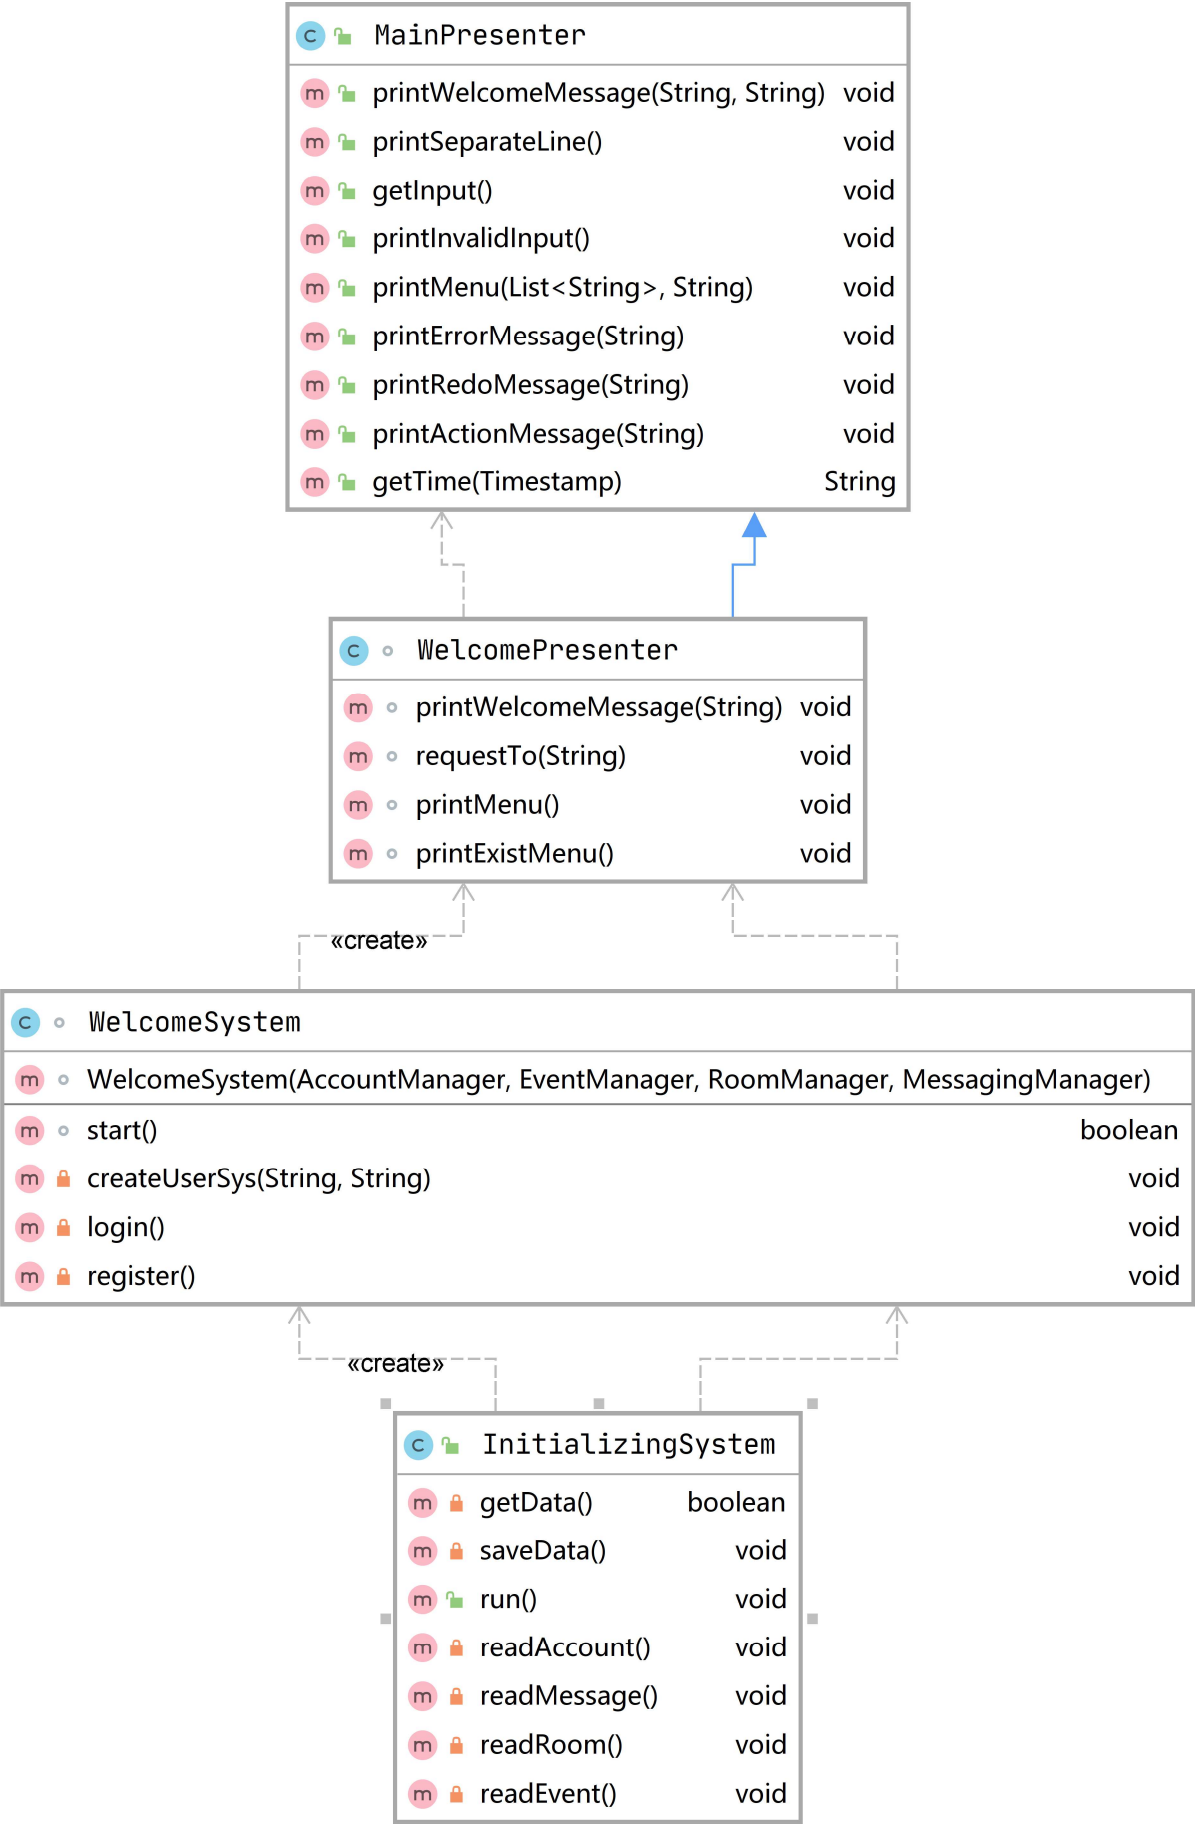 C MainPresenter
m printWelcomeMessage(String, String) void
m printSeparateLine() void
m getInput() void
m printInvalidInput() void
m printMenu(List<String>, String) void
m printErrorMessage(String) void
m printRedoMessage(String) void
m printActionMessage(String) void
m getTime(Timestamp) String
C WelcomePresenter
m printWelcomeMessage(String) void
m requestTo(String) void
m printMenu() void
m printExistMenu() void
«create»
C WelcomeSystem
m WelcomeSystem(AccountManager, EventManager, RoomManager, MessagingManager)
m start() boolean
m createUserSys(String, String) void
m login() void
m register() void
«create»
C InitializingSystem
m getData() boolean
m saveData() void
m run() void
m readAccount() void
m readMessage() void
m readRoom() void
m readEvent() void